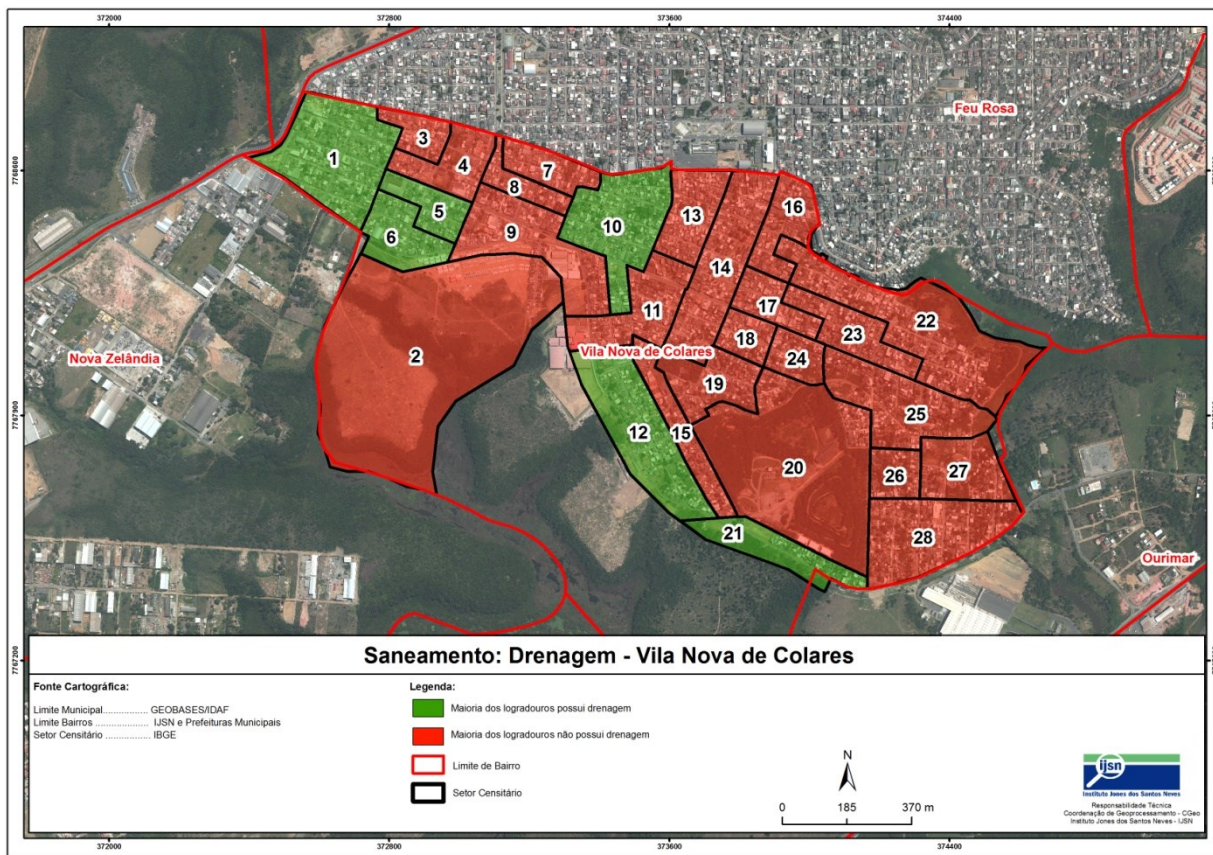 372000 372800 373600 374400
Feu Rosa
7768600
1
3
4
7
8
5
6
9
10
13
16
14
11
17
18
23
22
24
Vila Nova de Colares
Nova Zelândia
2
19
7767900
12
15
25
20
26
27
21
28
Ourimar
7767200
Saneamento: Drenagem - Vila Nova de Colares
Fonte Cartográfica:
Limite Municipal................ GEOBASES/IDAF
Limite Bairros .................... IJSN e Prefeituras Municipais
Setor Censitário ................ IBGE
Legenda:
Maioria dos logradouros possui drenagem
Maioria dos logradouros não possui drenagem
Limite de Bairro
Setor Censitário
N
0 185 370 m
ijsn
Instituto Jones dos Santos Neves
Responsabilidade Técnica
Coordenação de Geoprocessamento - CGeo
Instituto Jones dos Santos Neves - IJSN
372000 372800 373600 374400